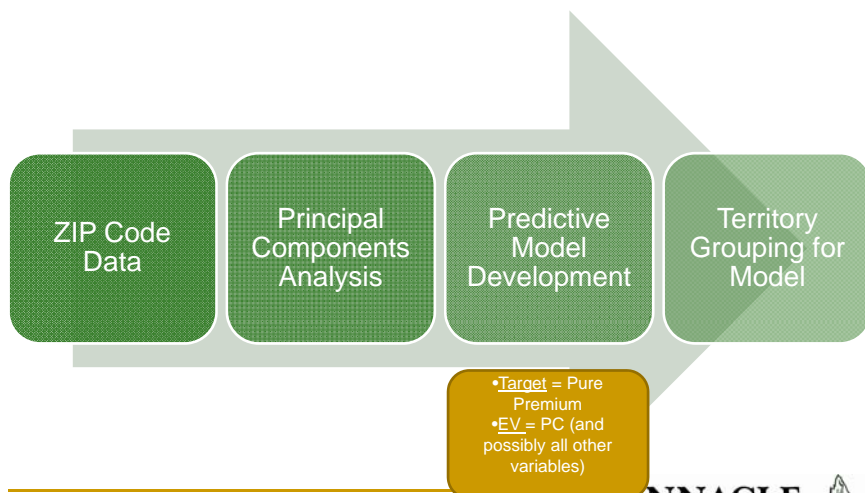 ZIP Code
Data
Principal
Components
Analysis
Predictive
Model
Development
Territory
Grouping for
Model
•Target = Pure
Premium
•EV = PC (and
possibly all other
variables)
NNACLE